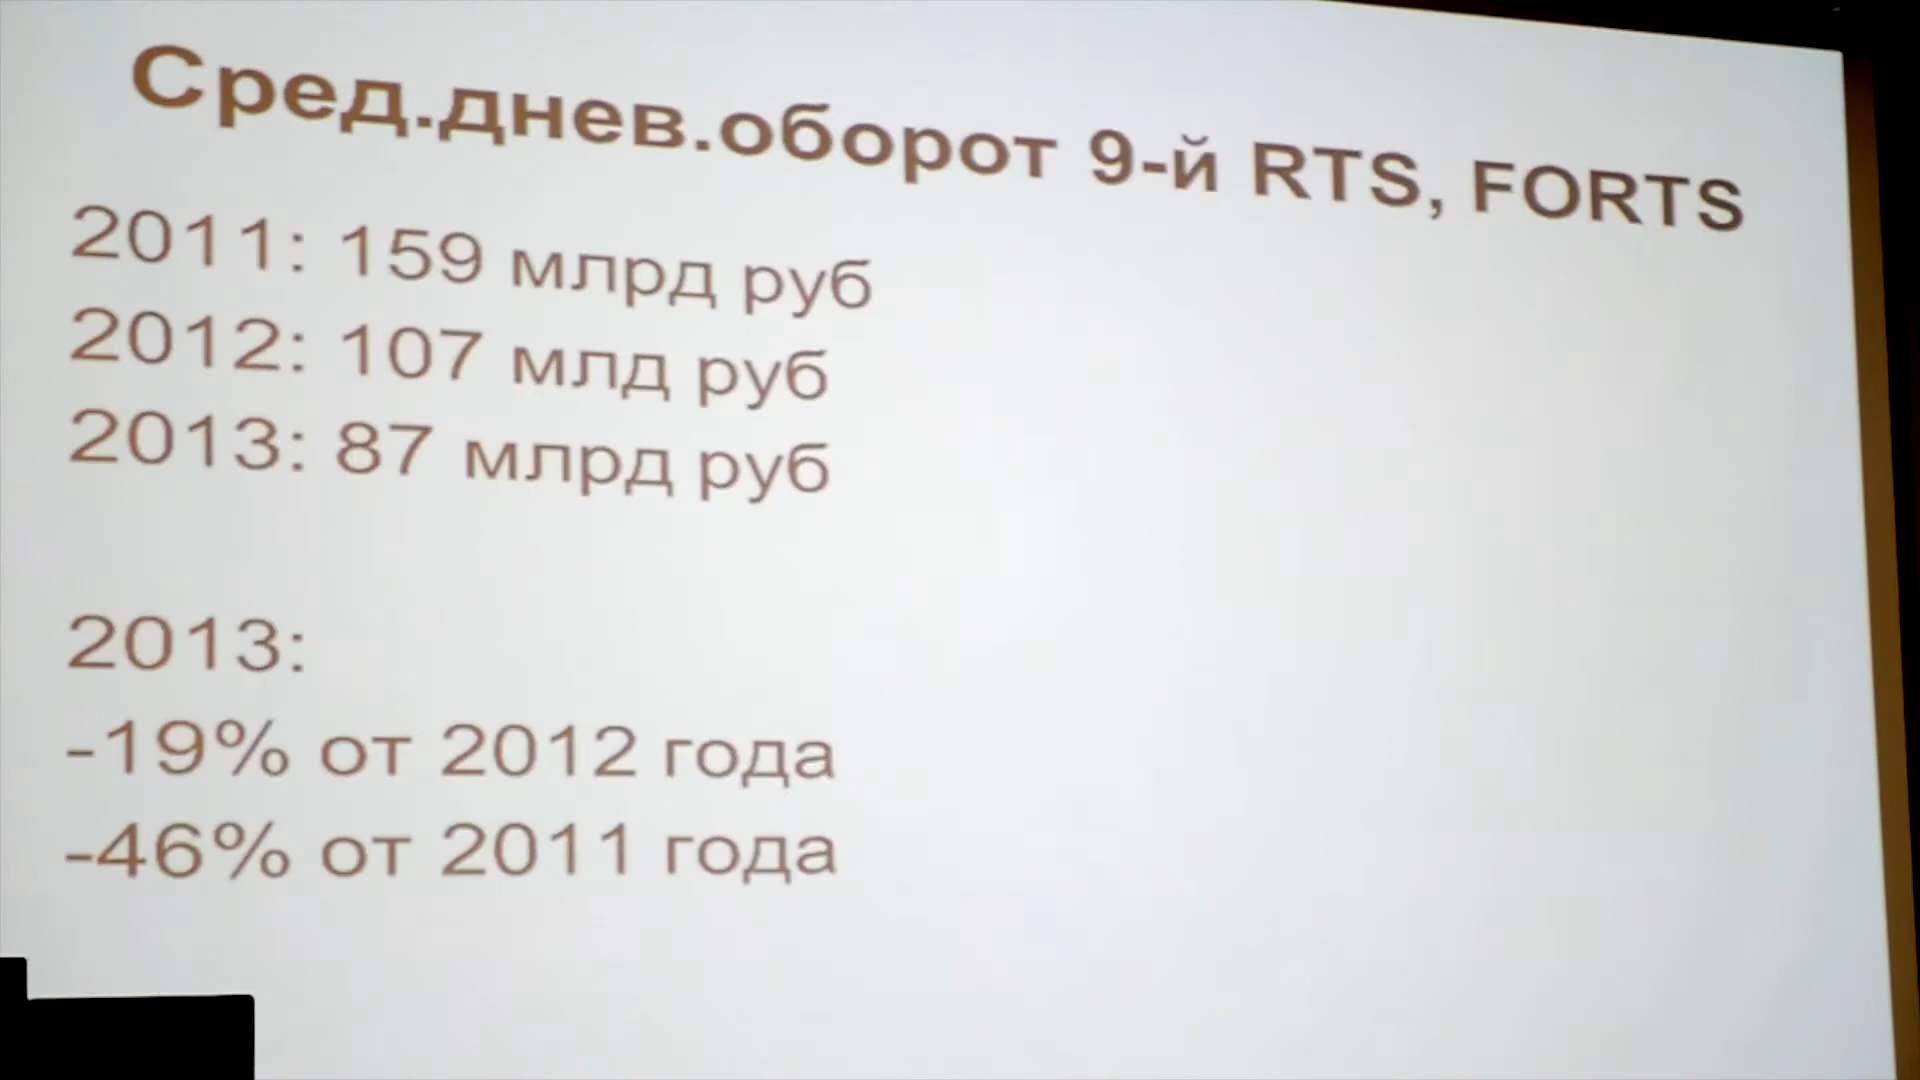 Сред.днев.оборот 9-й RTS, FORTS
2011: 159 млрд руб
2012: 107 млд руб
2013: 87 млрд руб
2013:
-19% от 2012 года
-46% от 2011 года